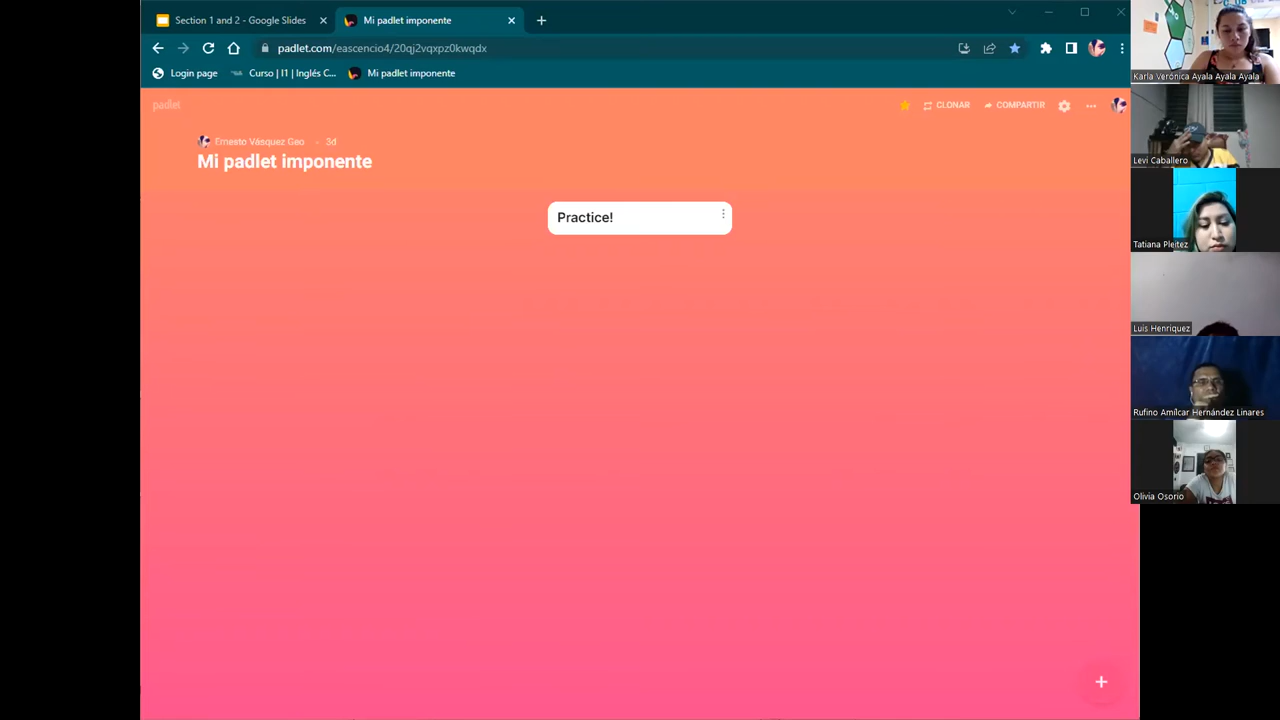 Section 1 and 2 - Google Slides
Mi padlet imponente
padlet.com/eascencio4/20qj2vqxpz0kwqdx
Login page
Curso | I1 | Inglés C...
Mi padlet imponente
padlet
CLONAR
COMPARTIR
Ernesto Vásquez Geo - 3d
Mi padlet imponente
Practice!
Karla Verónica Ayala Ayala Ayala
Levi Caballero
Tatiana Pleitez
Luis Henriquez
Rufino Amílcar Hernández Linares
Olivia Osorio